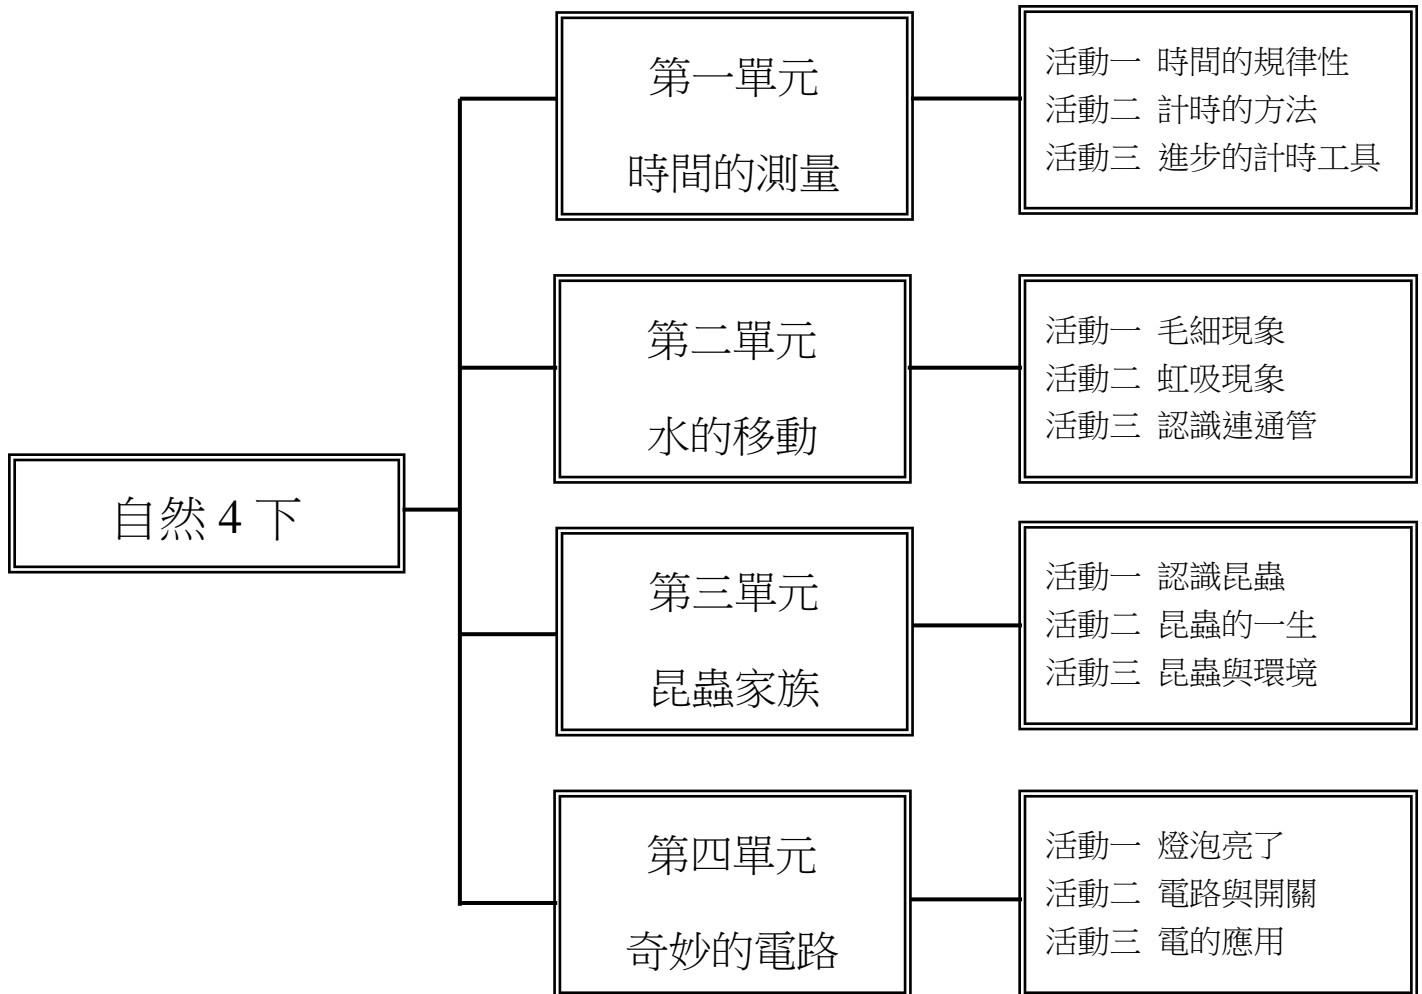 自然 4 下
第一單元
時間的測量
活動一 時間的規律性
活動二 計時的方法
活動三 進步的計時工具
第二單元
水的移動
活動一 毛細現象
活動二 虹吸現象
活動三 認識連通管
第三單元
昆蟲家族
活動一 認識昆蟲
活動二 昆蟲的一生
活動三 昆蟲與環境
第四單元
奇妙的電路
活動一 燈泡亮了
活動二 電路與開關
活動三 電的應用